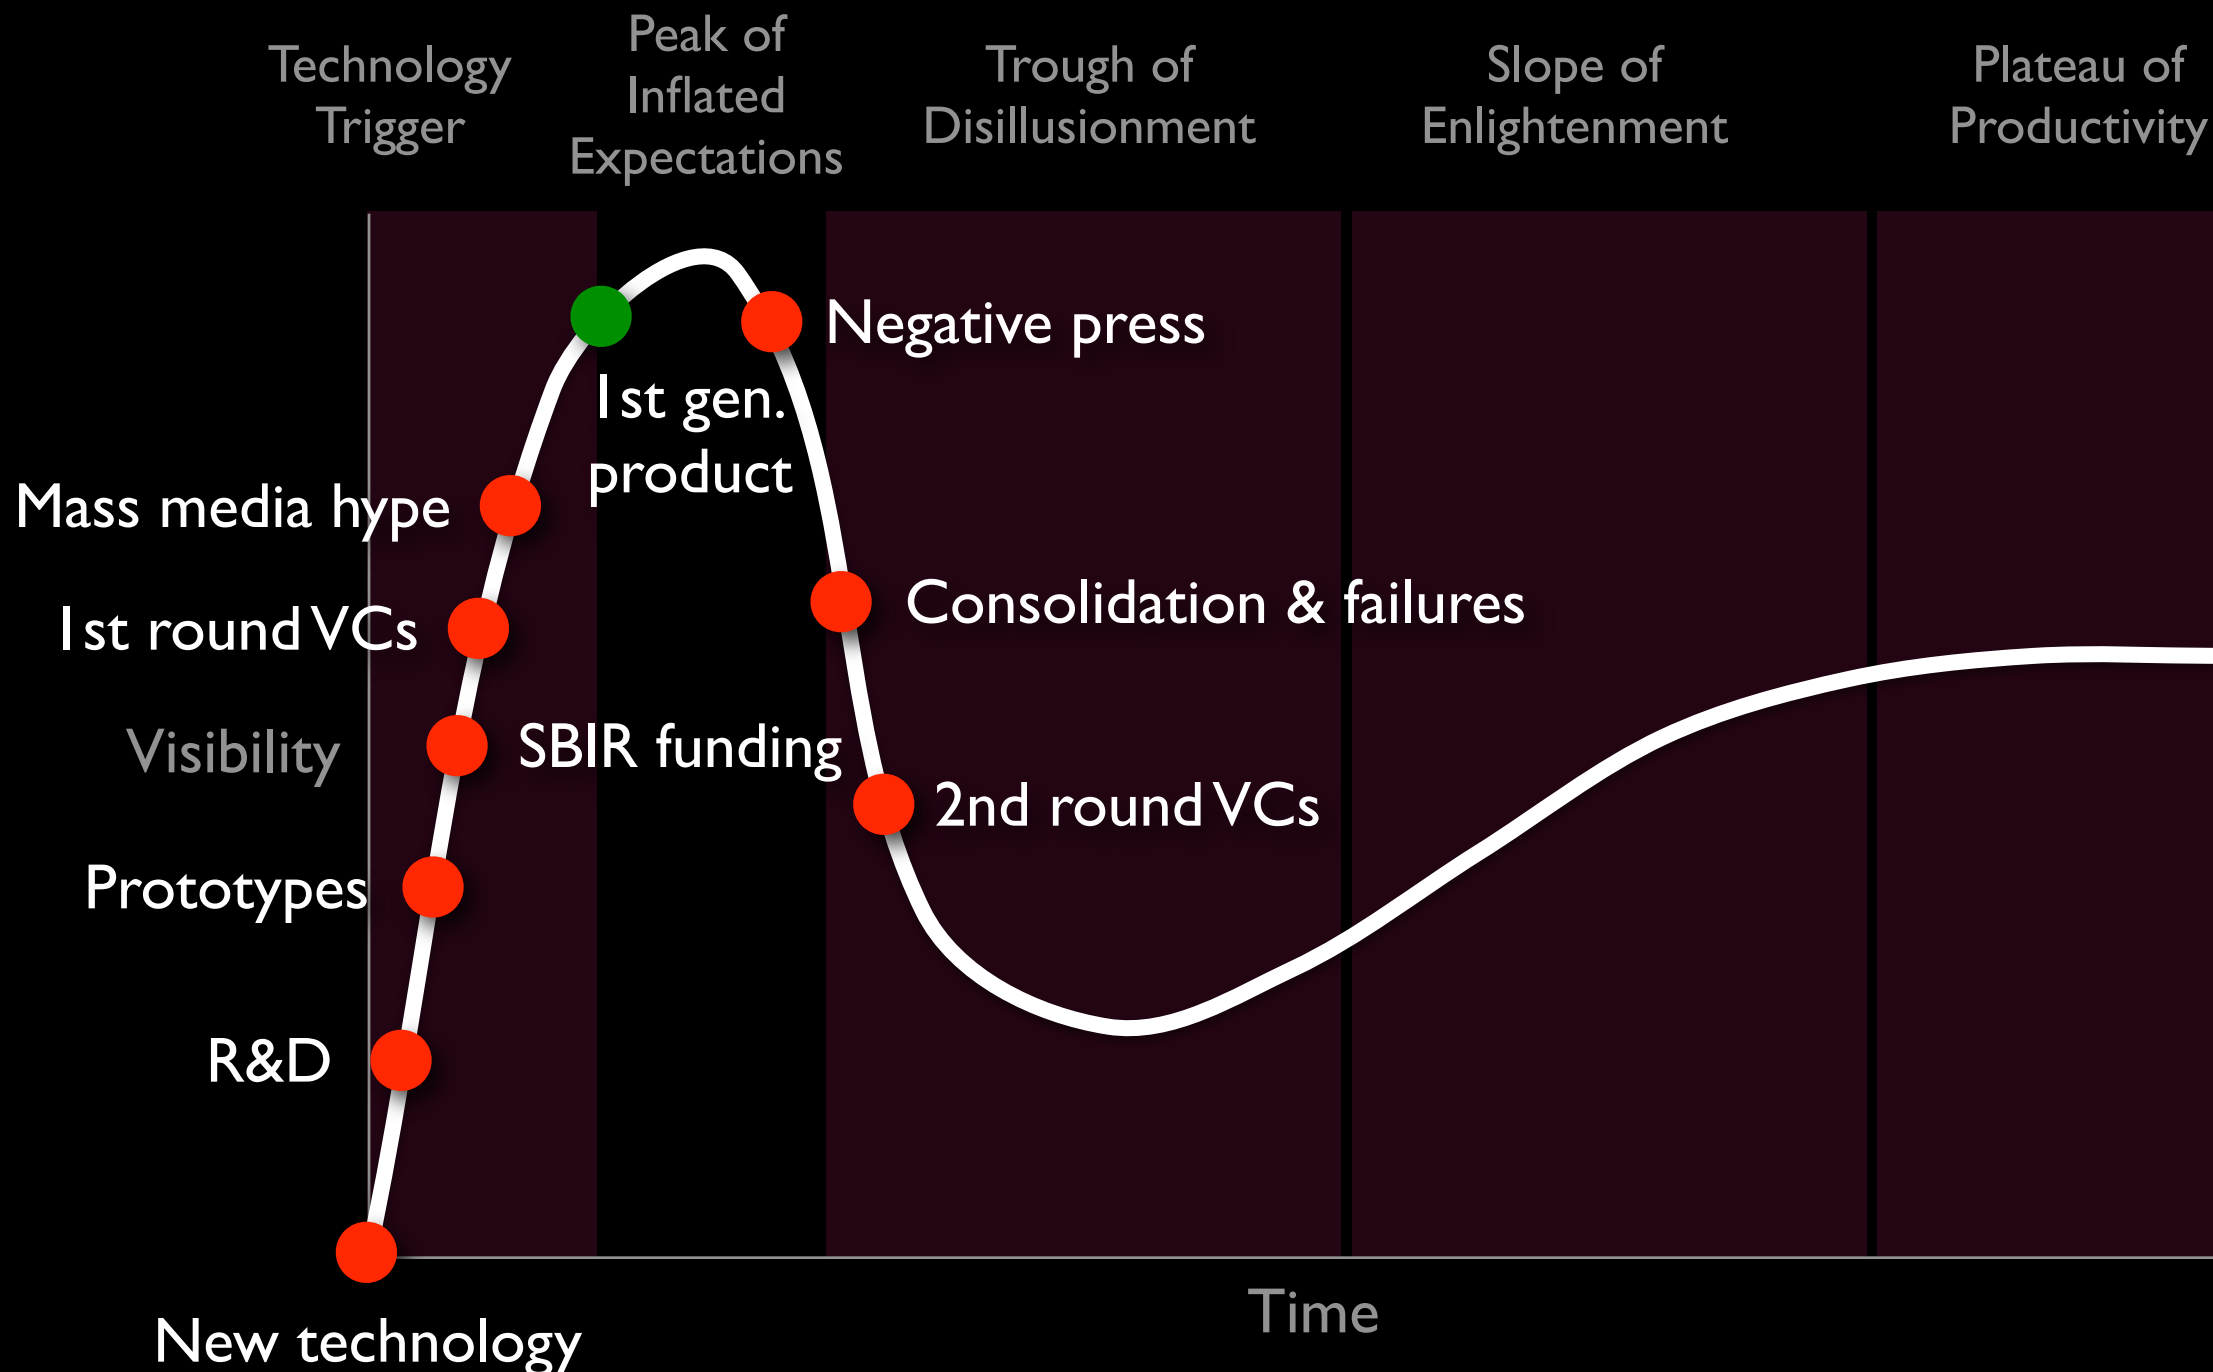 Technology
Trigger
Peak of
Inflated
Expectations
Trough of
Disillusionment
Slope of
Enlightenment
Plateau of
Productivity
Negative press
1st gen.
product
Mass media hype
Consolidation & failures
1st round VCs
Visibility
SBIR funding
2nd round VCs
Prototypes
R&D
Time
New technology